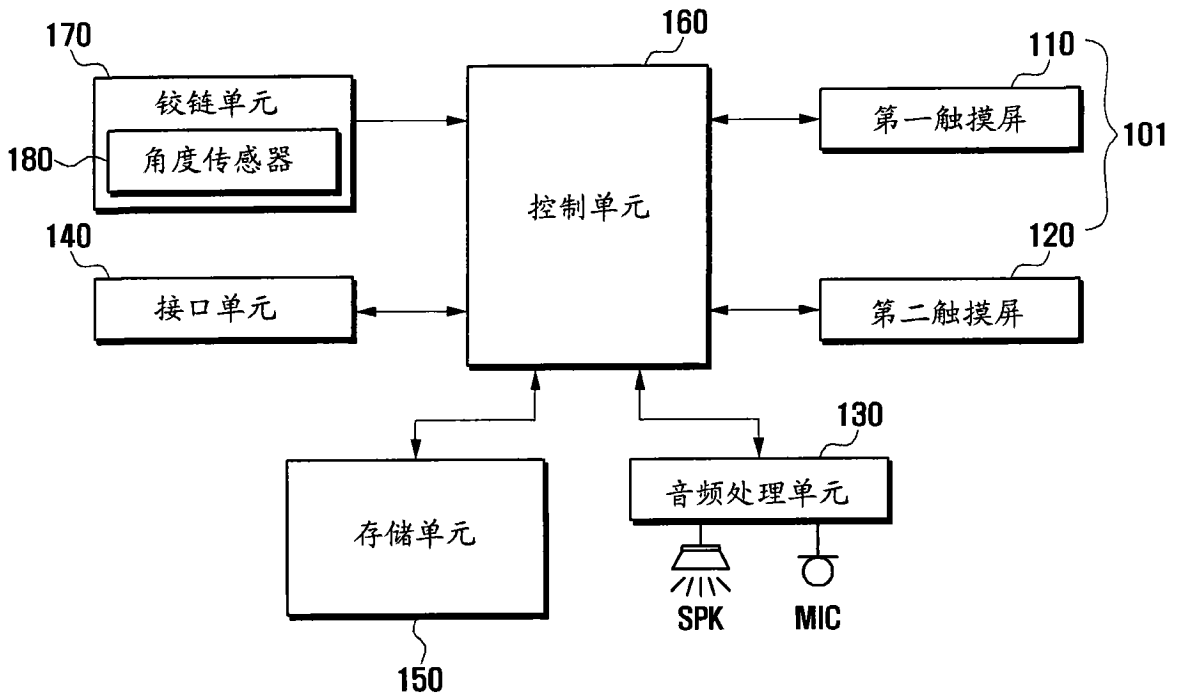 170
160
110
铰链单元
第一触摸屏
101
180
角度传感器
控制单元
140
120
接口单元
第二触摸屏
130
音频处理单元
存储单元
SPK
MIC
150